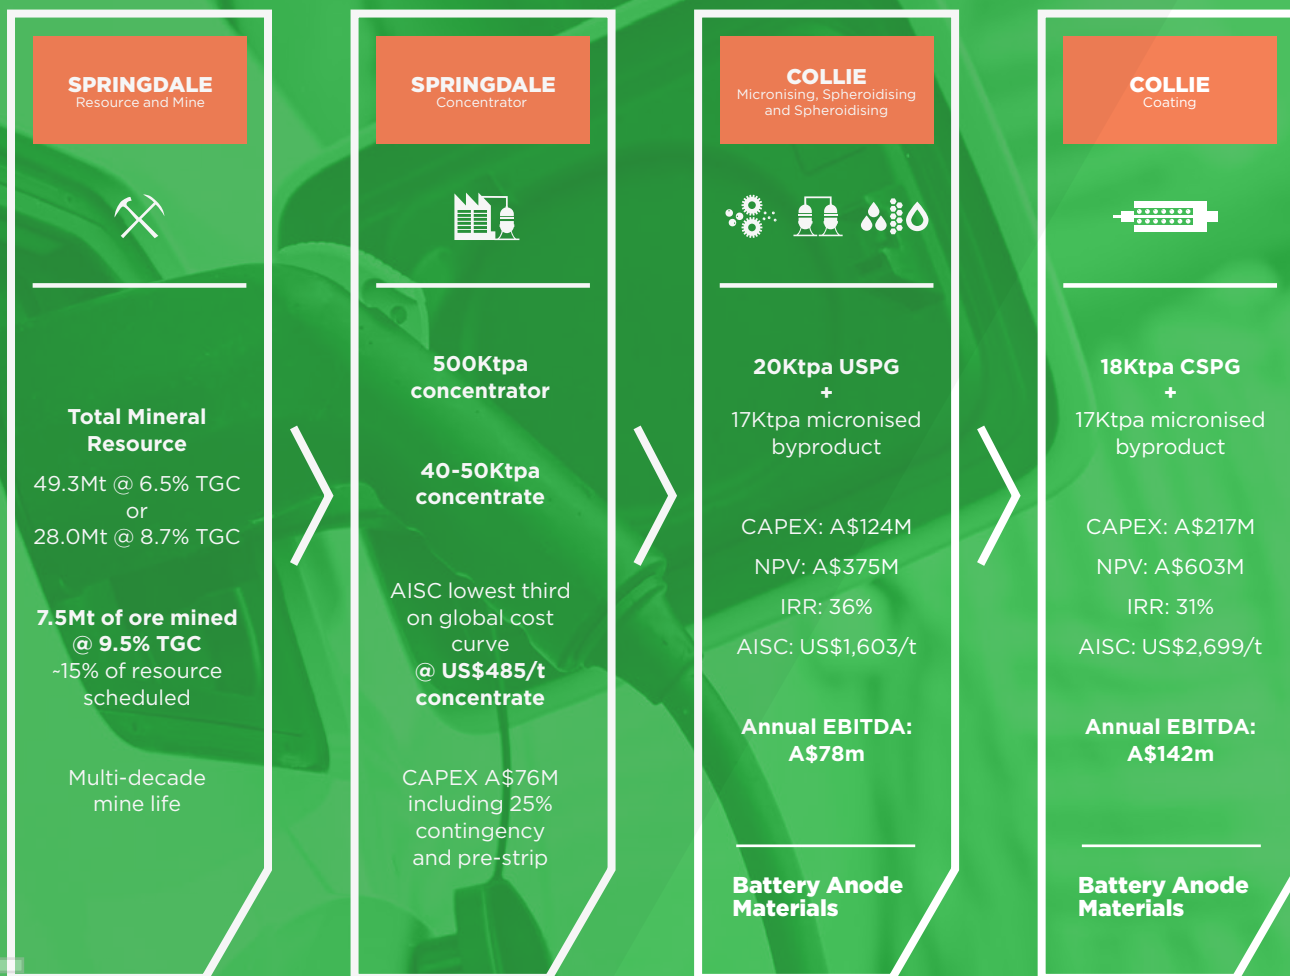 SPRINGDALE
Resource and Mine
Total Mineral
Resource
49.3Mt @ 6.5% TGC
or
28.0Mt @ 8.7% TGC
7.5Mt of ore mined
@ 9.5% TGC
~15% of resource
scheduled
Multi-decade
mine life
SPRINGDALE
Concentrator
500Ktpa
concentrator
40-50Ktpa
concentrate
AISC lowest third
on global cost
curve
@ US$485/t
concentrate
CAPEX A$76M
including 25%
contingency
and pre-strip
COLLIE
Micronising, Spheroidising
and Spheroidising
20Ktpa USPG
+
17Ktpa micronised
byproduct
CAPEX: A$124M
NPV: A$375M
IRR: 36%
AISC: US$1,603/t
Annual EBITDA:
A$78m
Battery Anode
Materials
COLLIE
Coating
18Ktpa CSPG
+
17Ktpa micronised
byproduct
CAPEX: A$217M
NPV: A$603M
IRR: 31%
AISC: US$2,699/t
Annual EBITDA:
A$142m
Battery Anode
Materials